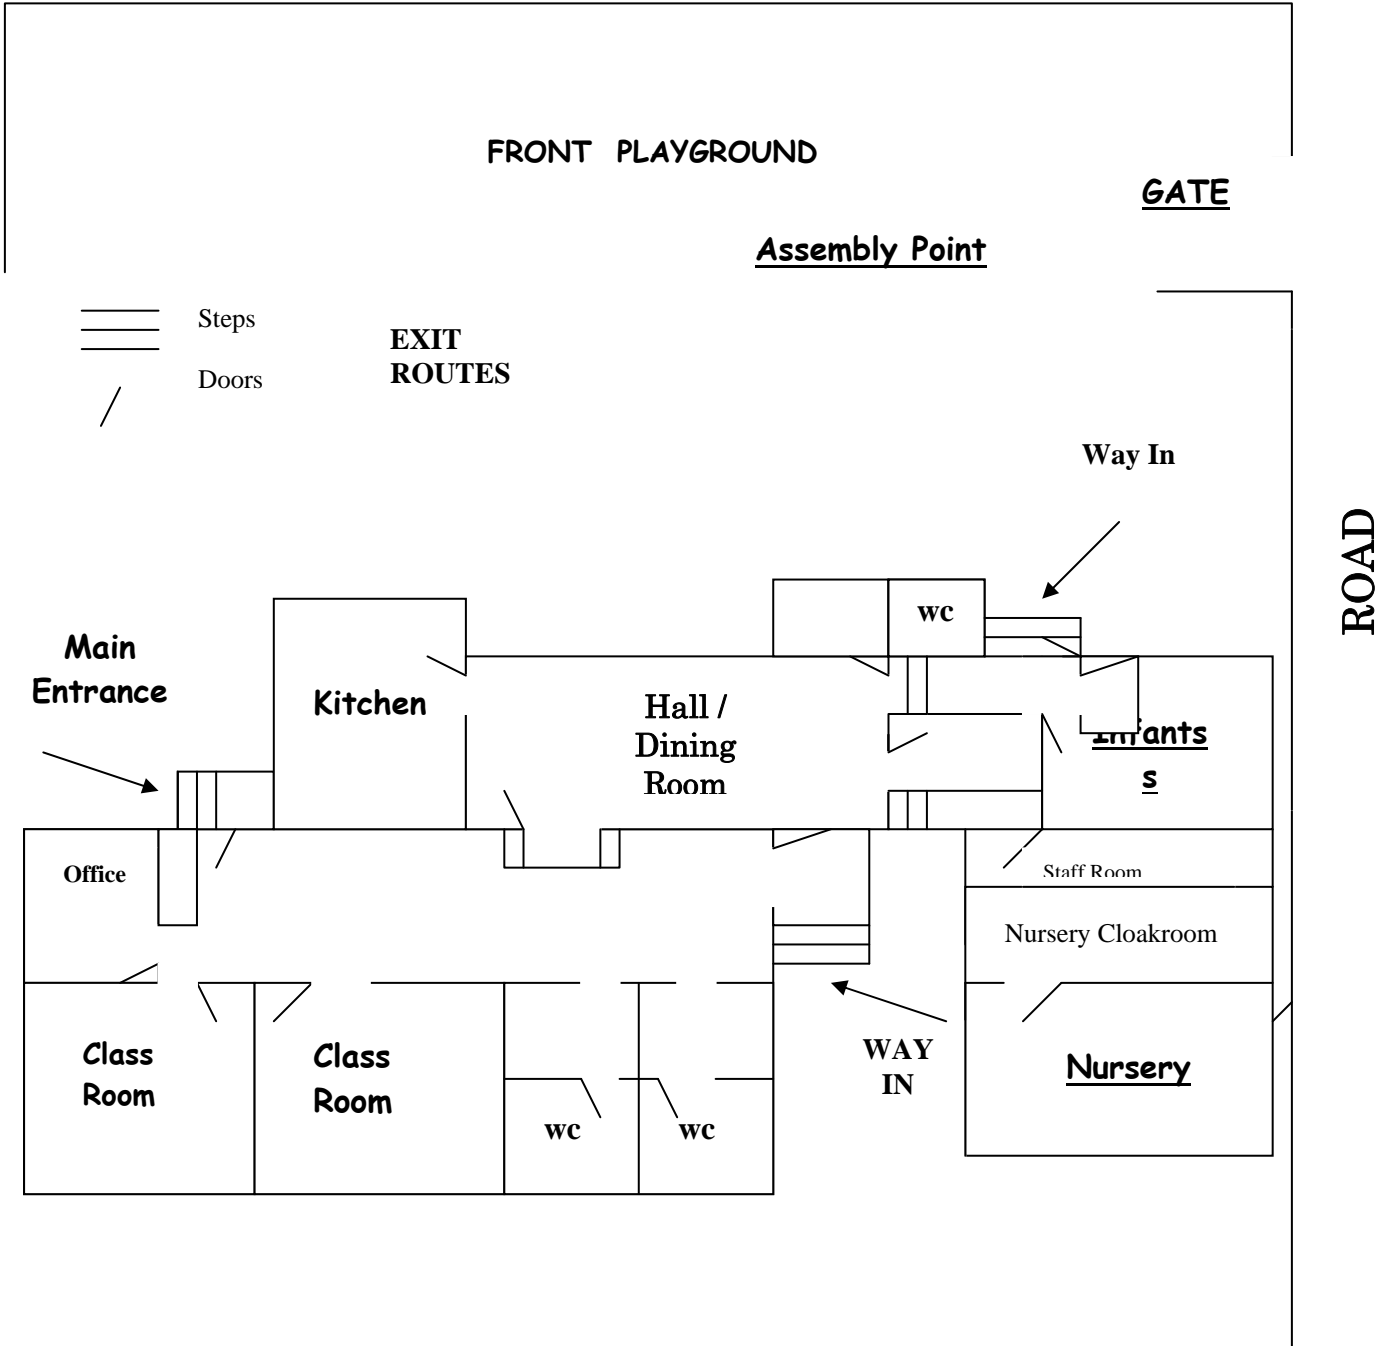 FRONT PLAYGROUND
GATE
Assembly Point
Steps
Doors
EXIT
ROUTES
Way In
ROAD
wc
Main
Entrance
Kitchen
Hall /
Dining
Room
Infants
s
Office
Staff Room
Nursery Cloakroom
Class
Room
Class
Room
wc
wc
WAY
IN
Nursery